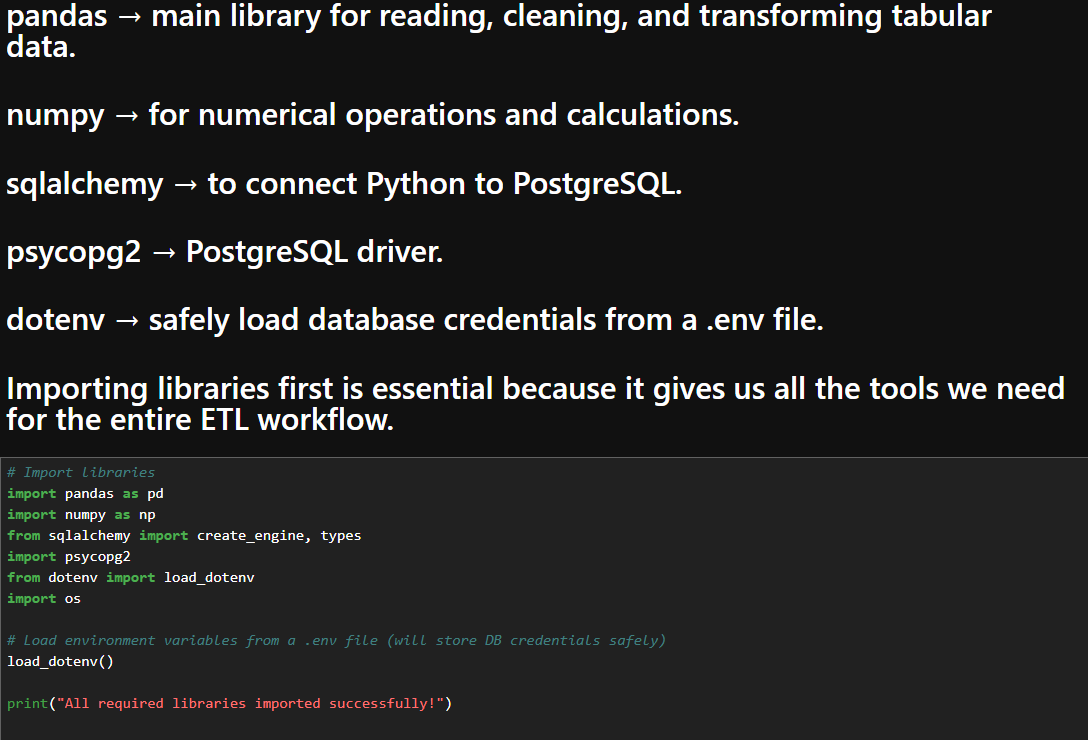 pandas → main library for reading, cleaning, and transforming tabular
data.
numpy → for numerical operations and calculations.
sqlalchemy → to connect Python to PostgreSQL.
psycopg2 → PostgreSQL driver.
dotenv → safely load database credentials from a .env file.
Importing libraries first is essential because it gives us all the tools we need
for the entire ETL workflow.
# Import libraries
import pandas as pd
import numpy as np
from sqlalchemy import create_engine, types
import psycopg2
from dotenv import load_dotenv
import os
# Load environment variables from a .env file (will store DB credentials safely)
load_dotenv()
print("All required libraries imported successfully!")